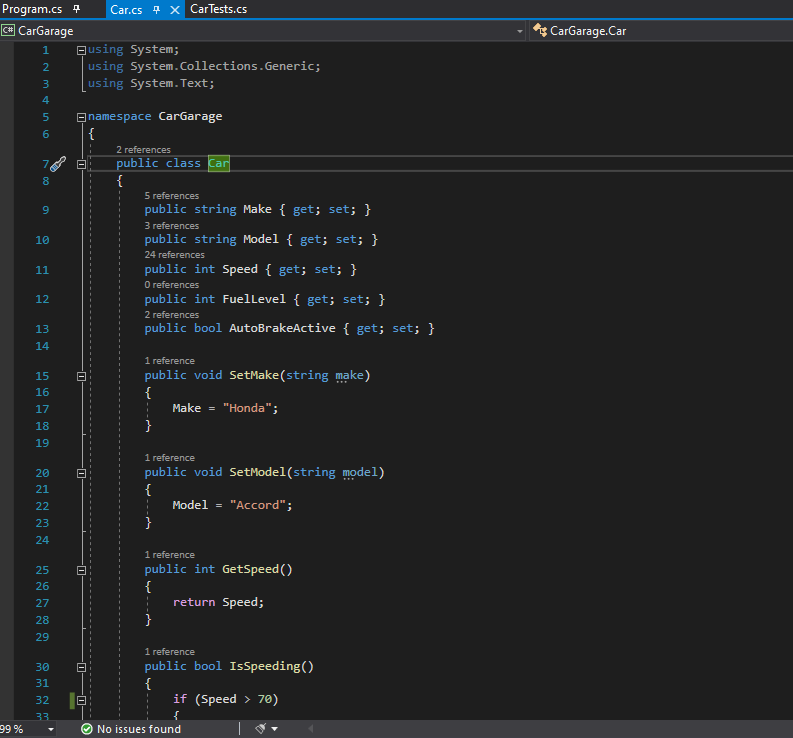 Program.cs Car.cs CarTests.cs
C# CarGarage CarGarage.Car
1 using System;
2 using System.Collections.Generic;
3 using System.Text;
4
5 namespace CarGarage
6 {
2 references
7 public class Car
8 {
5 references
9 public string Make { get; set; }
3 references
10 public string Model { get; set; }
24 references
11 public int Speed { get; set; }
0 references
12 public int FuelLevel { get; set; }
2 references
13 public bool AutoBrakeActive { get; set; }
14
1 reference
15 public void SetMake(string make)
16 {
17 Make = "Honda";
18 }
19
1 reference
20 public void SetModel(string model)
21 {
22 Model = "Accord";
23 }
24
1 reference
25 public int GetSpeed()
26 {
27 return Speed;
28 }
29
1 reference
30 public bool IsSpeeding()
31 {
32 if (Speed > 70)
33 {
99 % No issues found